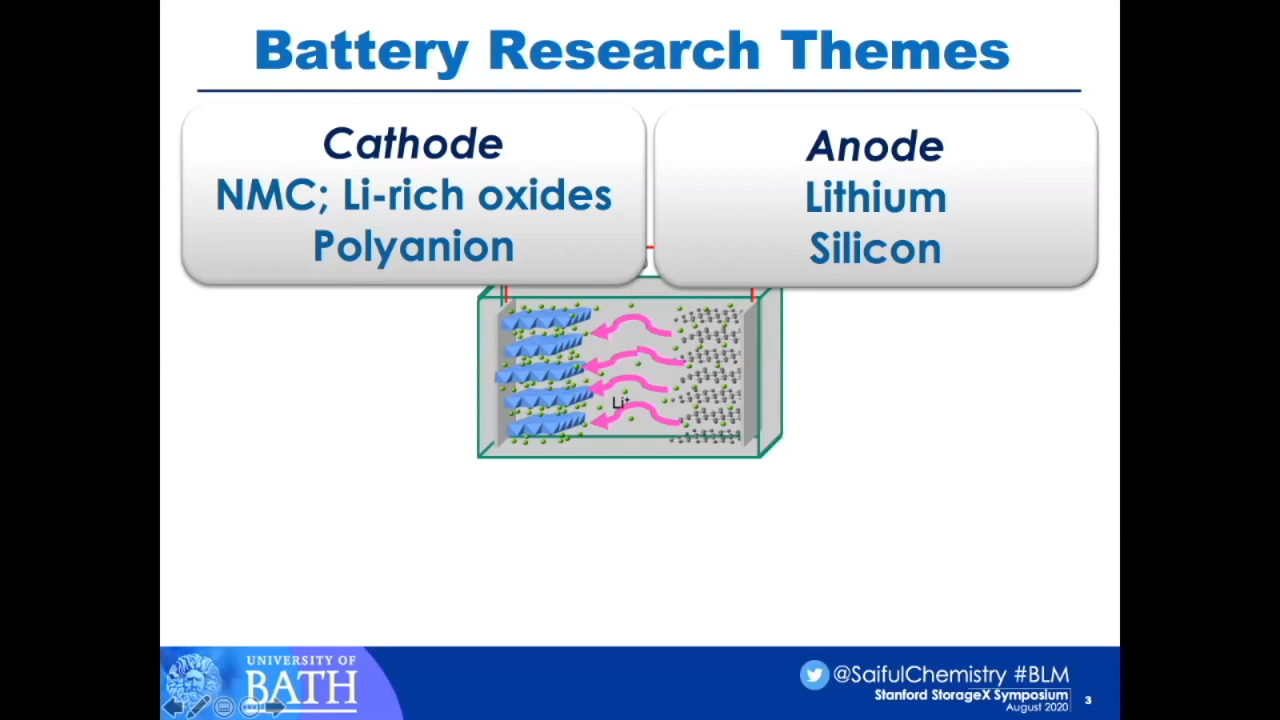 Battery Research Themes
Cathode
NMC; Li-rich oxides
Polyanion
Anode
Lithium
Silicon
Li+
UNIVERSITY OF
BATH
@SaifulChemistry #BLM
Stanford StorageX Symposium
August 2020
3